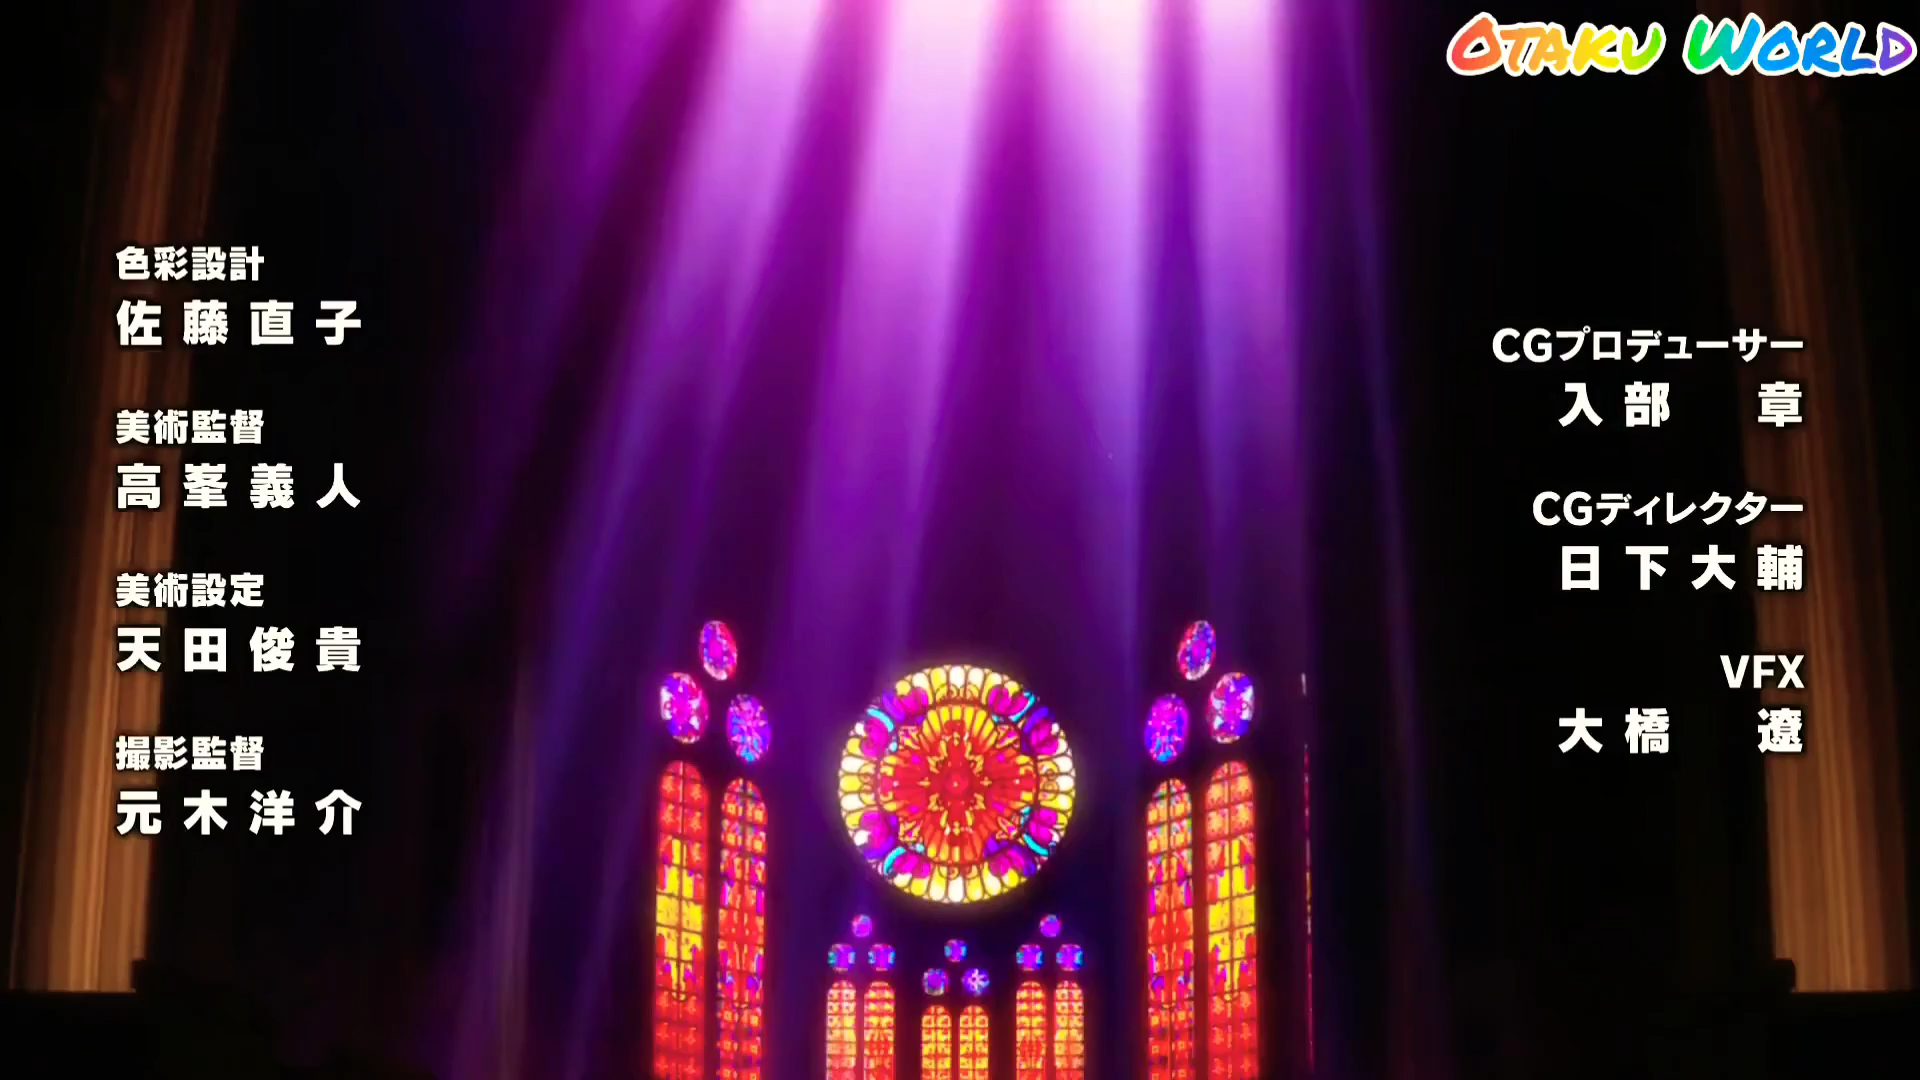 OTAKU WORLD
色彩設計
佐藤直子
美術監督
高峯義人
美術設定
天田俊貴
撮影監督
元木洋介
CGプロデューサー
入部 章
CGディレクター
日下大輔
VFX
大橋 遼